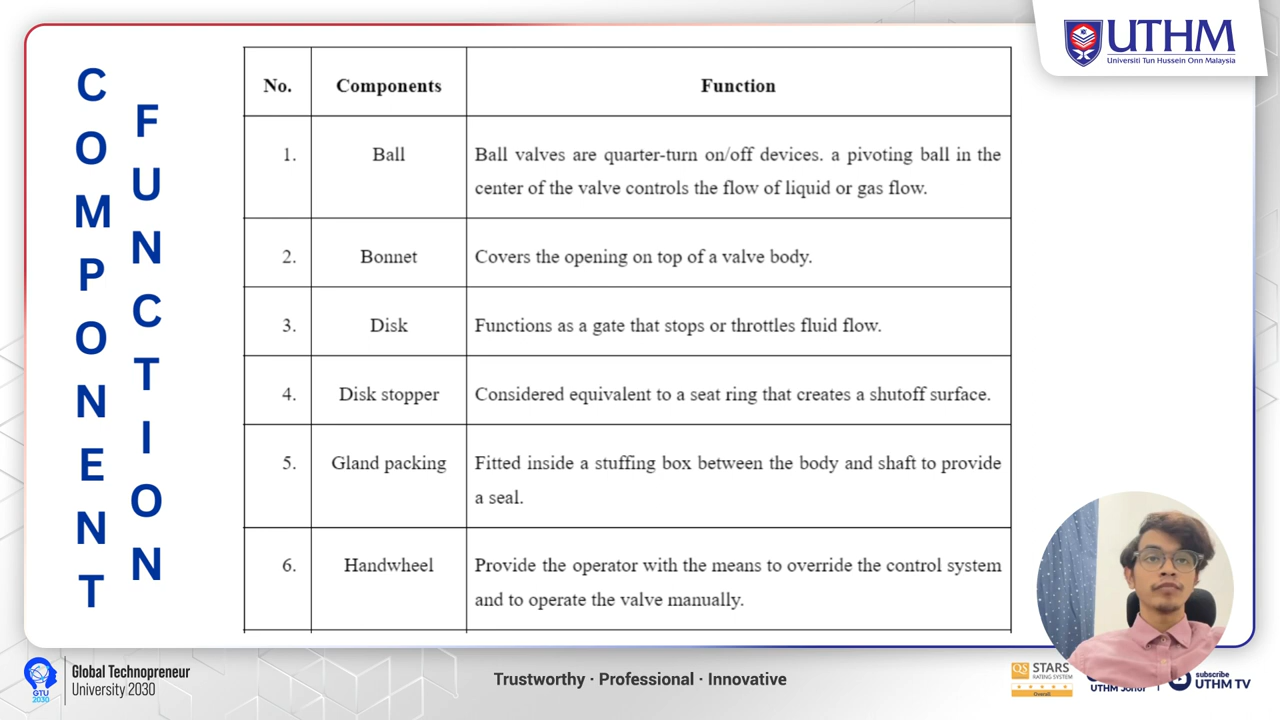 COMPONENT
FUNCTION
UTHM
Universiti Tun Hussein Onn Malaysia
No. Components Function
1. Ball Ball valves are quarter-turn on/off devices. a pivoting ball in the
center of the valve controls the flow of liquid or gas flow.
2. Bonnet Covers the opening on top of a valve body.
3. Disk Functions as a gate that stops or throttles fluid flow.
4. Disk stopper Considered equivalent to a seat ring that creates a shutoff surface.
5. Gland packing Fitted inside a stuffing box between the body and shaft to provide
a seal.
6. Handwheel Provide the operator with the means to override the control system
and to operate the valve manually.
GTU
2030
Global Technopreneur
University 2030
Trustworthy · Professional · Innovative
QS STARS
RATING SYSTEM
Overall
UTHM Johor
subscribe
UTHM TV